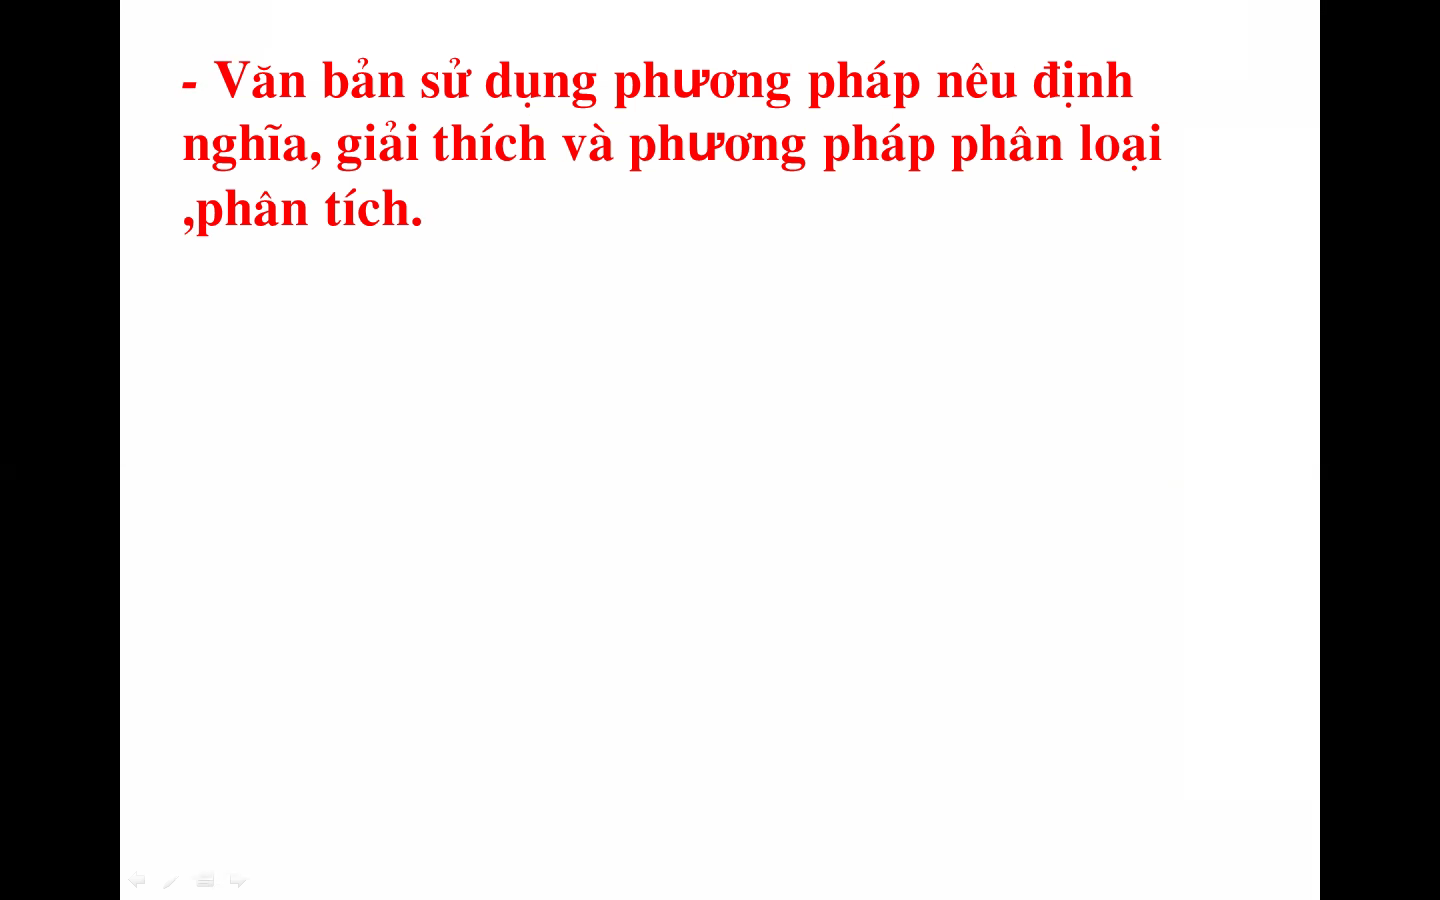 - Văn bản sử dụng phương pháp nêu định
nghĩa, giải thích và phương pháp phân loại
,phân tích.